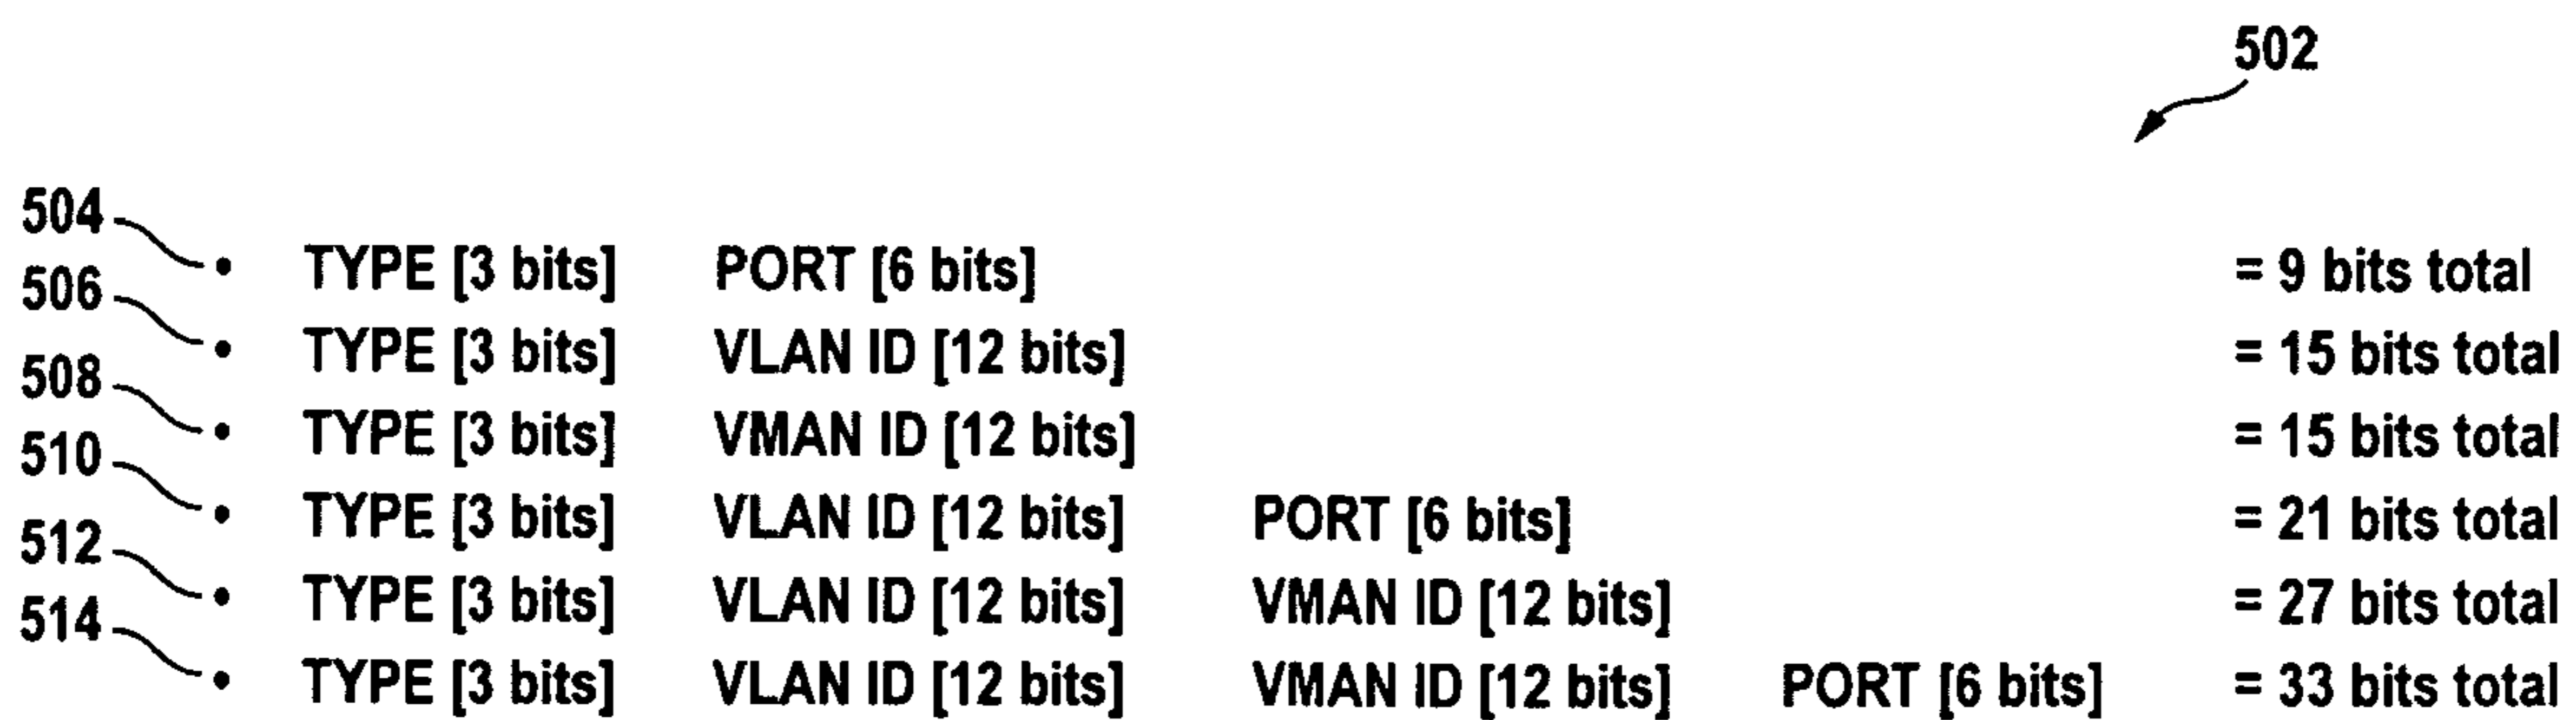 502
504 • TYPE [3 bits] PORT [6 bits] = 9 bits total
506 • TYPE [3 bits] VLAN ID [12 bits] = 15 bits total
508 • TYPE [3 bits] VMAN ID [12 bits] = 15 bits total
510 • TYPE [3 bits] VLAN ID [12 bits] PORT [6 bits] = 21 bits total
512 • TYPE [3 bits] VLAN ID [12 bits] VMAN ID [12 bits] = 27 bits total
514 • TYPE [3 bits] VLAN ID [12 bits] VMAN ID [12 bits] PORT [6 bits] = 33 bits total